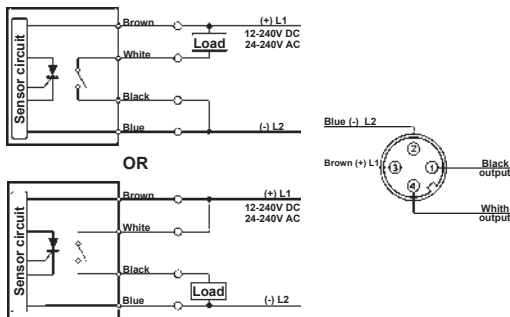 Sensor circuit
Brown
(+) L1
12-240V DC
24-240V AC
Load
White
Black
Blue
(-) L2
OR
Sensor circuit
Brown
(+) L1
12-240V DC
24-240V AC
White
Black
Load
Blue
(-) L2
Blue (-) L2
2
Brown (+) L1
3
1
Black
output
4
Whith
output